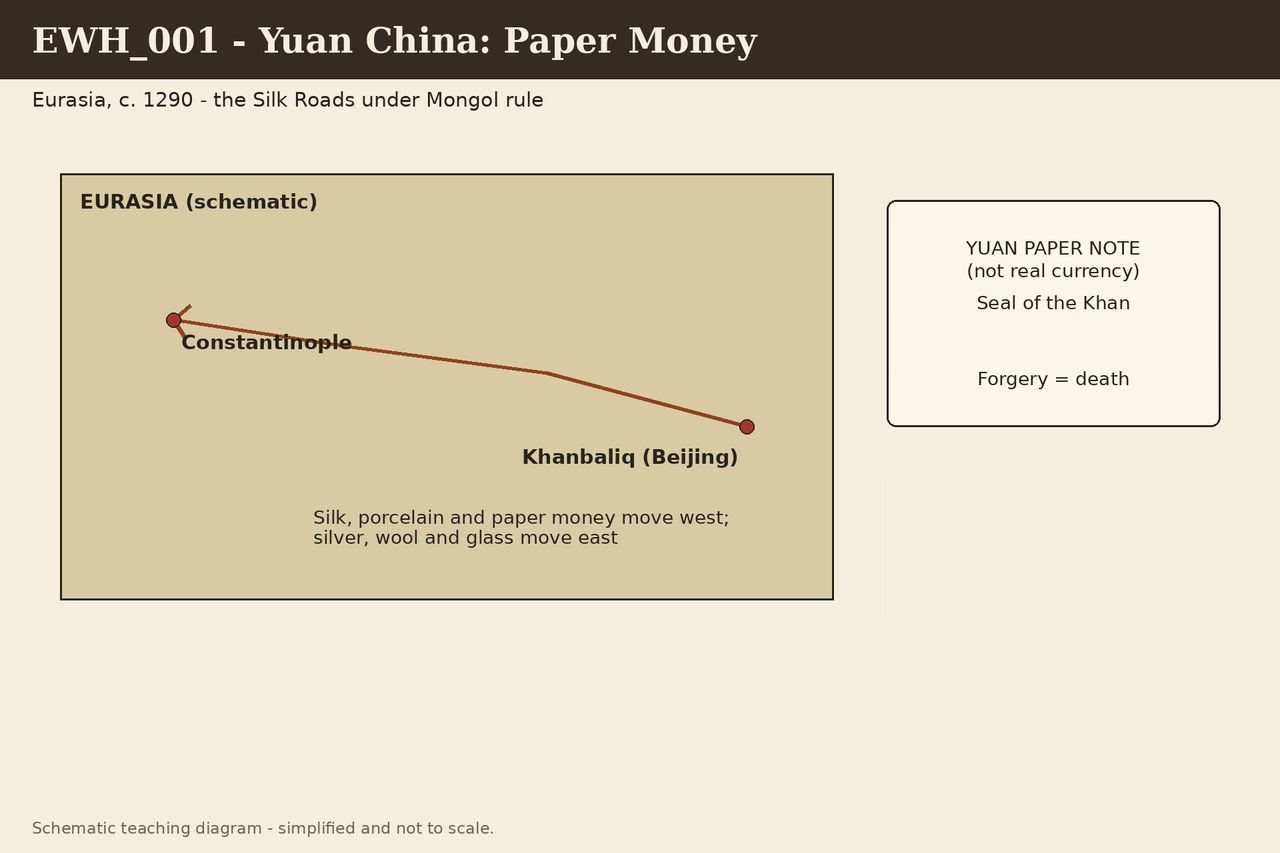 EWH_001 - Yuan China: Paper Money
Eurasia, c. 1290 - the Silk Roads under Mongol rule
EURASIA (schematic)
Constantinople
Khanbaliq (Beijing)
Silk, porcelain and paper money move west;
silver, wool and glass move east
YUAN PAPER NOTE
(not real currency)
Seal of the Khan
Forgery = death
Schematic teaching diagram - simplified and not to scale.